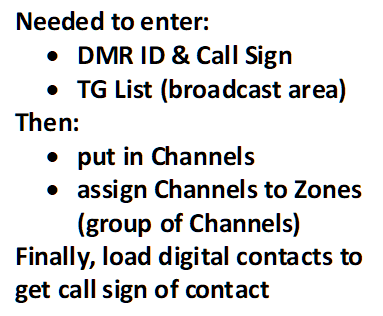 Needed to enter:
• DMR ID & Call Sign
• TG List (broadcast area)
Then:
• put in Channels
• assign Channels to Zones
(group of Channels)
Finally, load digital contacts to
get call sign of contact